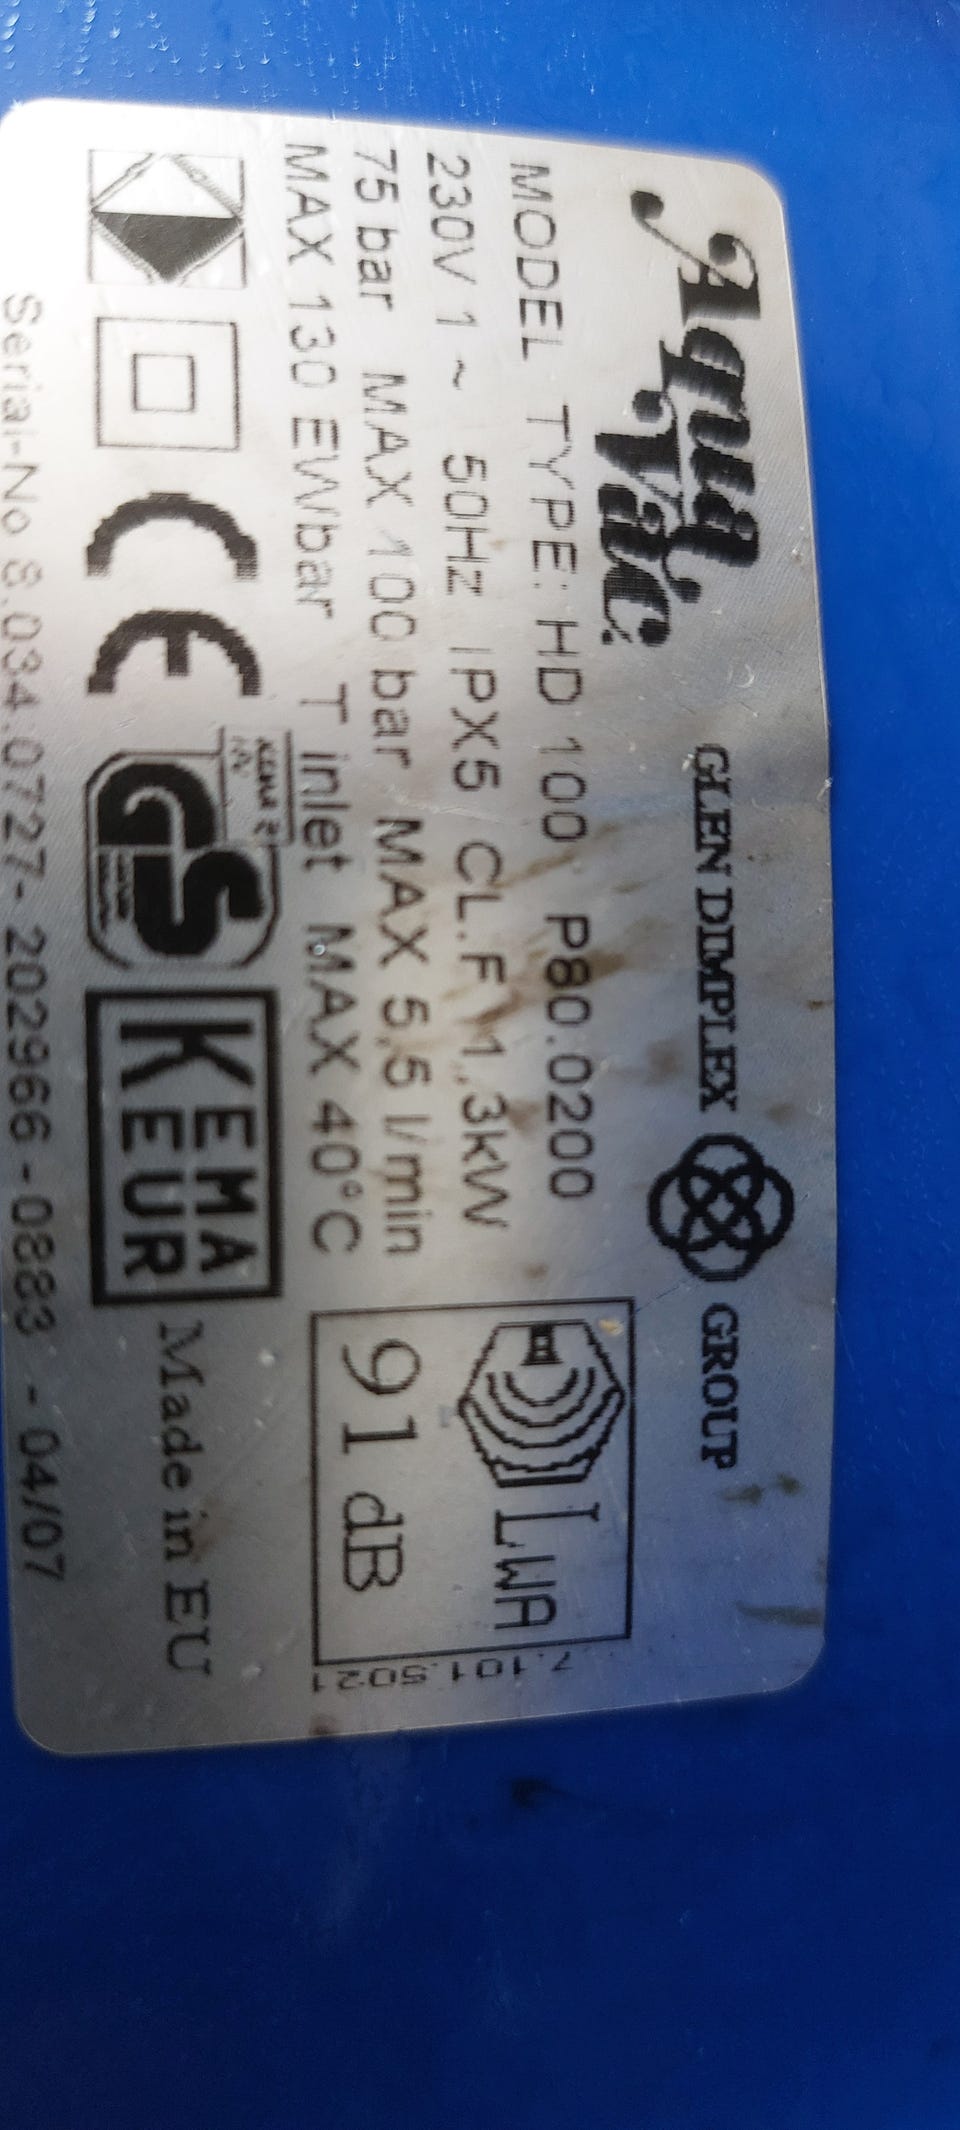 Aqua Vac.
GLEN DIMPLEX GROUP
MODEL TYPE: HD 100 P80.0200
230V 1 ~ 50Hz IPX5 CL.F 1,3kW
75 bar MAX 100 bar MAX 5,5 l/min
MAX 130 EWbar T inlet MAX 40°C
LWA
91 dB
7.101.5021
CE
GS
KEMA
KEUR
Made in EU
Serial-No 8.034.0727- 202966 -0883 - 04/07